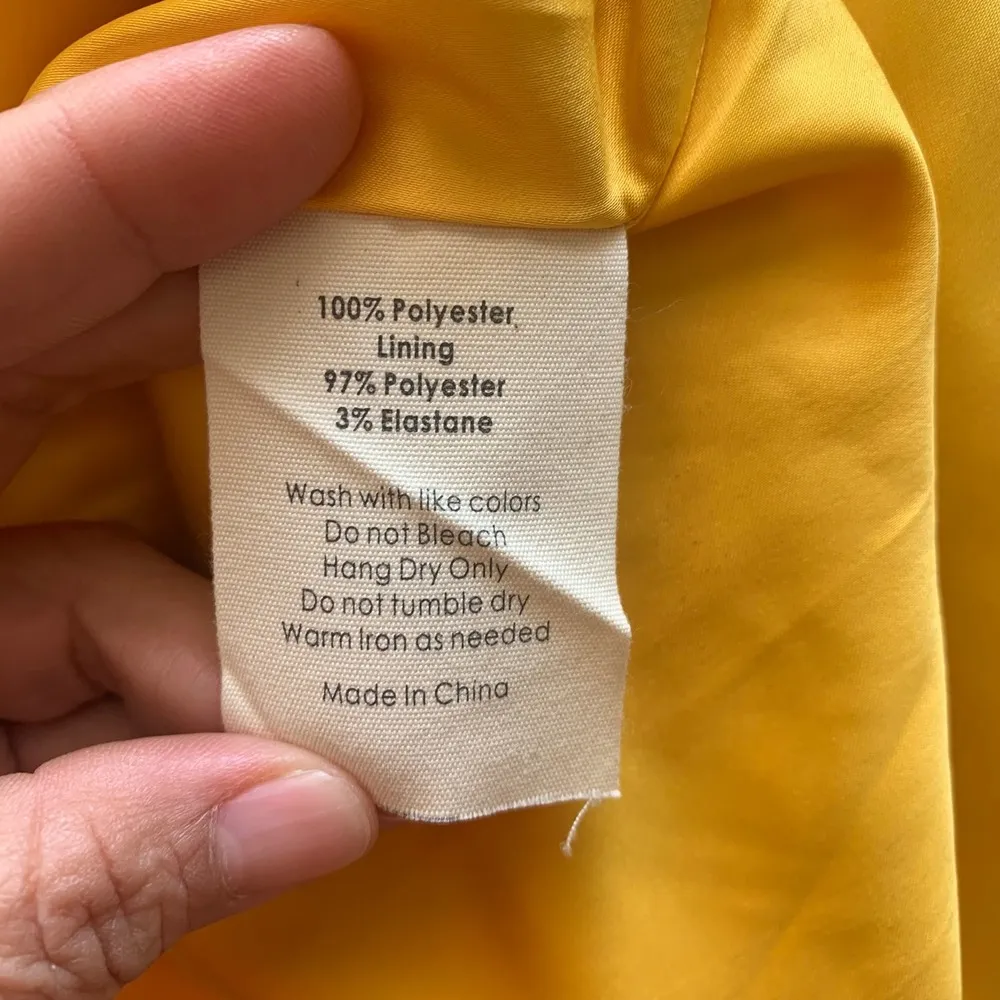 100% Polyester
Lining
97% Polyester
3% Elastane
Wash with like colors
Do not Bleach
Hang Dry Only
Do not tumble dry
Warm Iron as needed
Made In China